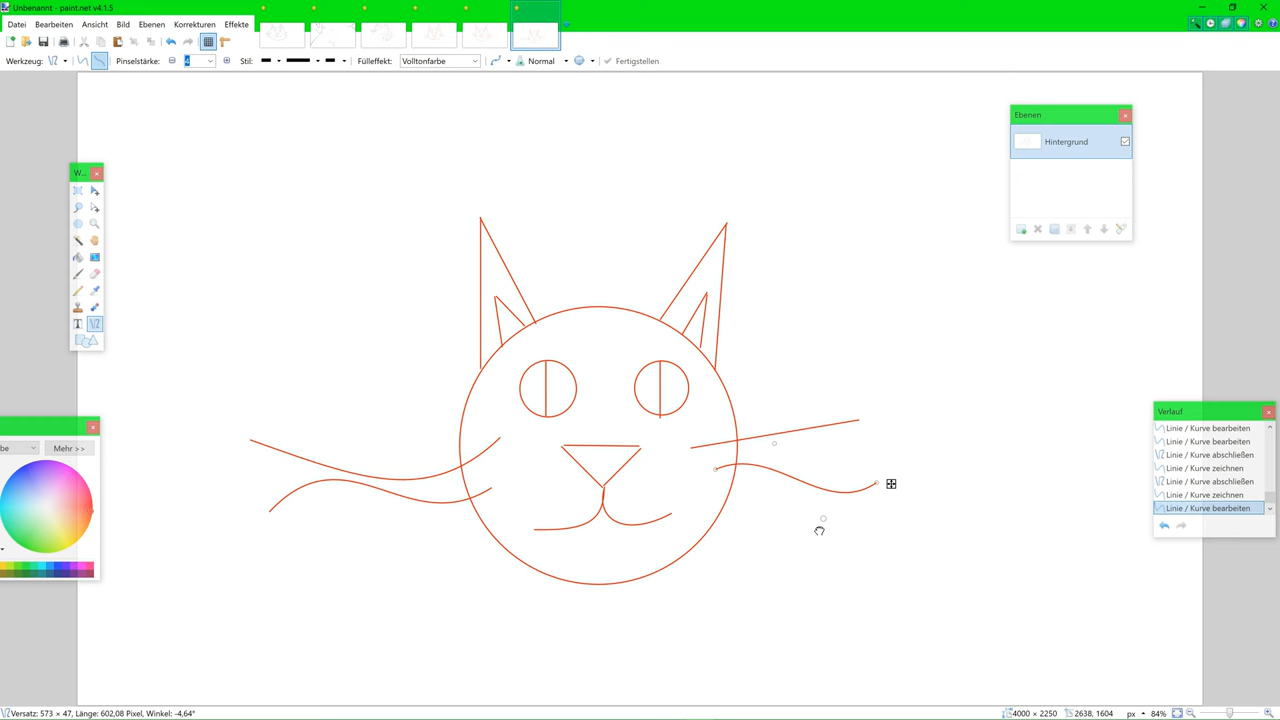 Unbenannt - paint.net v4.1.5
Datei Bearbeiten Ansicht Bild Ebenen Korrekturen Effekte
Werkzeug: Pinselstärke: 4 Stil: Fülleffekt: Volltonfarbe Normal Fertigstellen
Ebenen
Hintergrund
W...
T
be Mehr >>
Verlauf
Linie / Kurve bearbeiten
Linie / Kurve bearbeiten
Linie / Kurve abschließen
Linie / Kurve zeichnen
Linie / Kurve abschließen
Linie / Kurve zeichnen
Linie / Kurve bearbeiten
Versatz: 573 × 47, Länge: 602,08 Pixel, Winkel: -4,64° 4000 × 2250 2638, 1604 px 84%